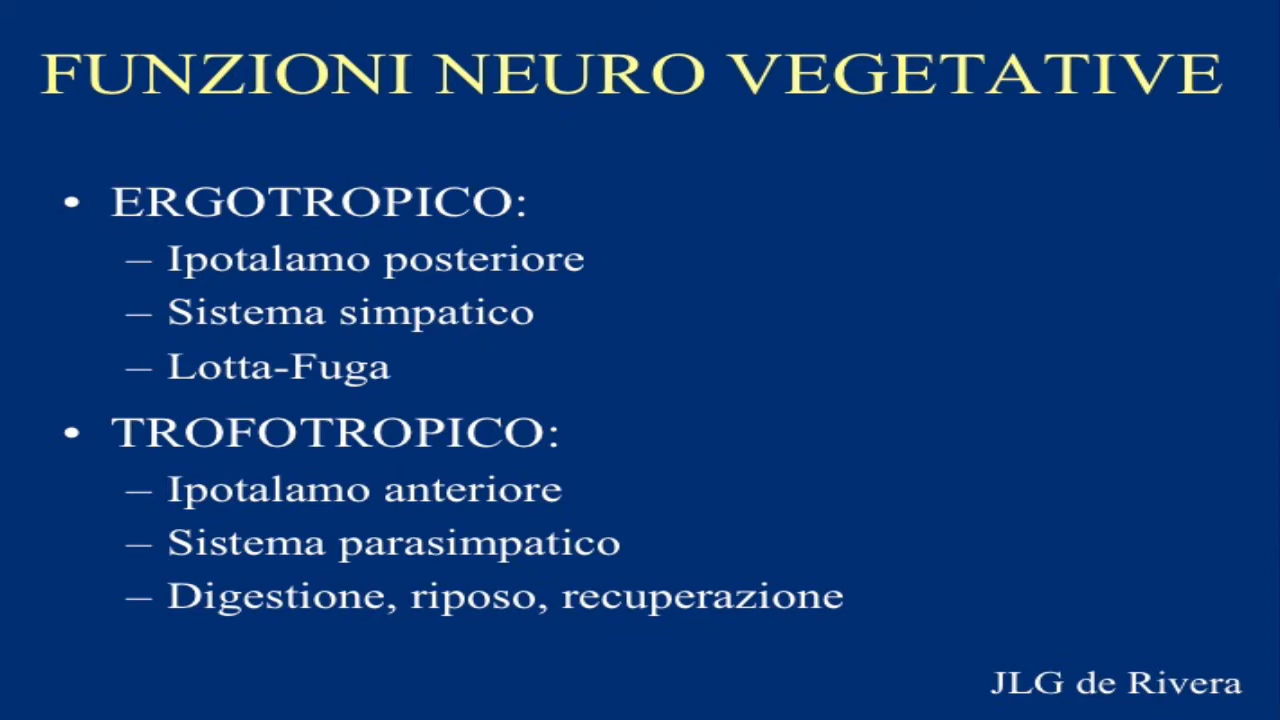 FUNZIONI NEURO VEGETATIVE
• ERGOTROPICO:
– Ipotalamo posteriore
– Sistema simpatico
– Lotta-Fuga
• TROFOTROPICO:
– Ipotalamo anteriore
– Sistema parasimpatico
– Digestione, riposo, recuperazione
JLG de Rivera